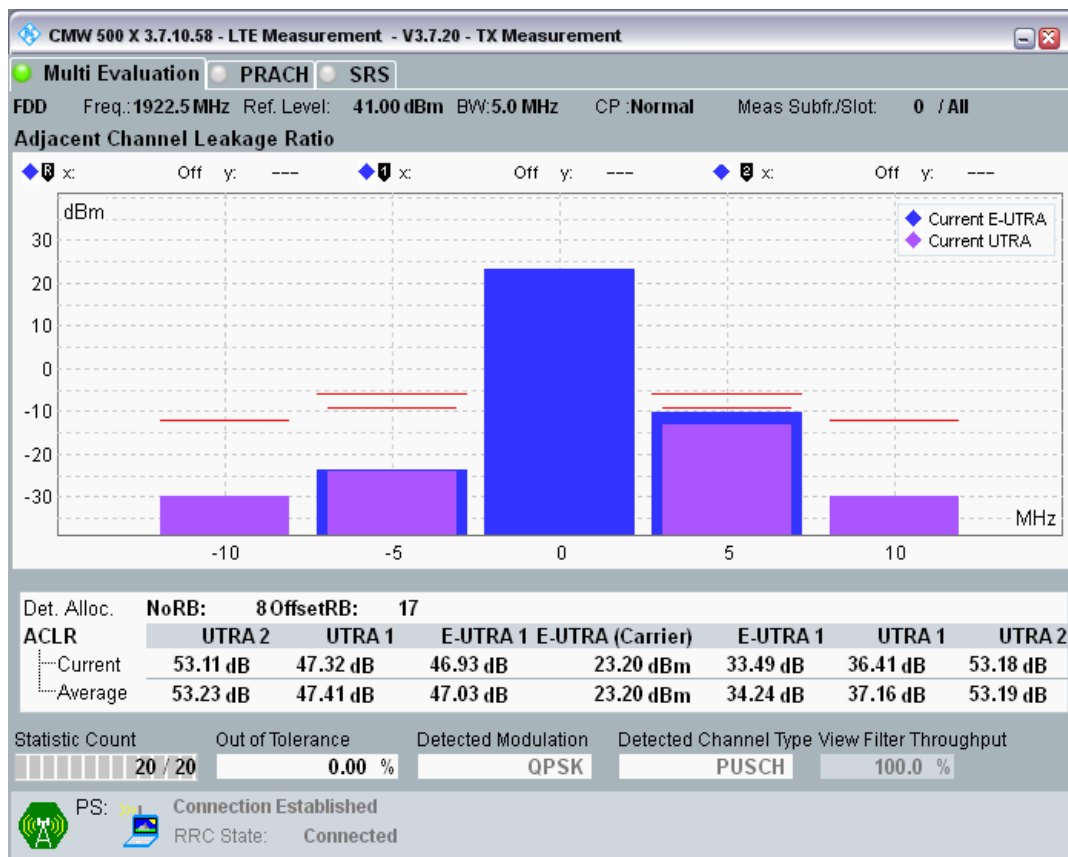 CMW 500 X 3.7.10.58 - LTE Measurement - V3.7.20 - TX Measurement
Multi Evaluation PRACH SRS
FDD Freq.:1922.5 MHz Ref. Level: 41.00 dBm BW:5.0 MHz CP :Normal Meas Subfr./Slot: 0 / All
Adjacent Channel Leakage Ratio
R x: Off y: --- 1 x: Off y: --- 2 x: Off y: ---
dBm
Current E-UTRA
Current UTRA
30
20
10
0
-10
-20
-30
MHz
-10 -5 0 5 10
Det. Alloc. NoRB: 8 OffsetRB: 17
ACLR UTRA 2 UTRA 1 E-UTRA 1 E-UTRA (Carrier) E-UTRA 1 UTRA 1 UTRA 2
Current 53.11 dB 47.32 dB 46.93 dB 23.20 dBm 33.49 dB 36.41 dB 53.18 dB
Average 53.23 dB 47.41 dB 47.03 dB 23.20 dBm 34.24 dB 37.16 dB 53.19 dB
Statistic Count Out of Tolerance Detected Modulation Detected Channel Type View Filter Throughput
20 / 20 0.00 % QPSK PUSCH 100.0 %
PS: Connection Established
RRC State: Connected